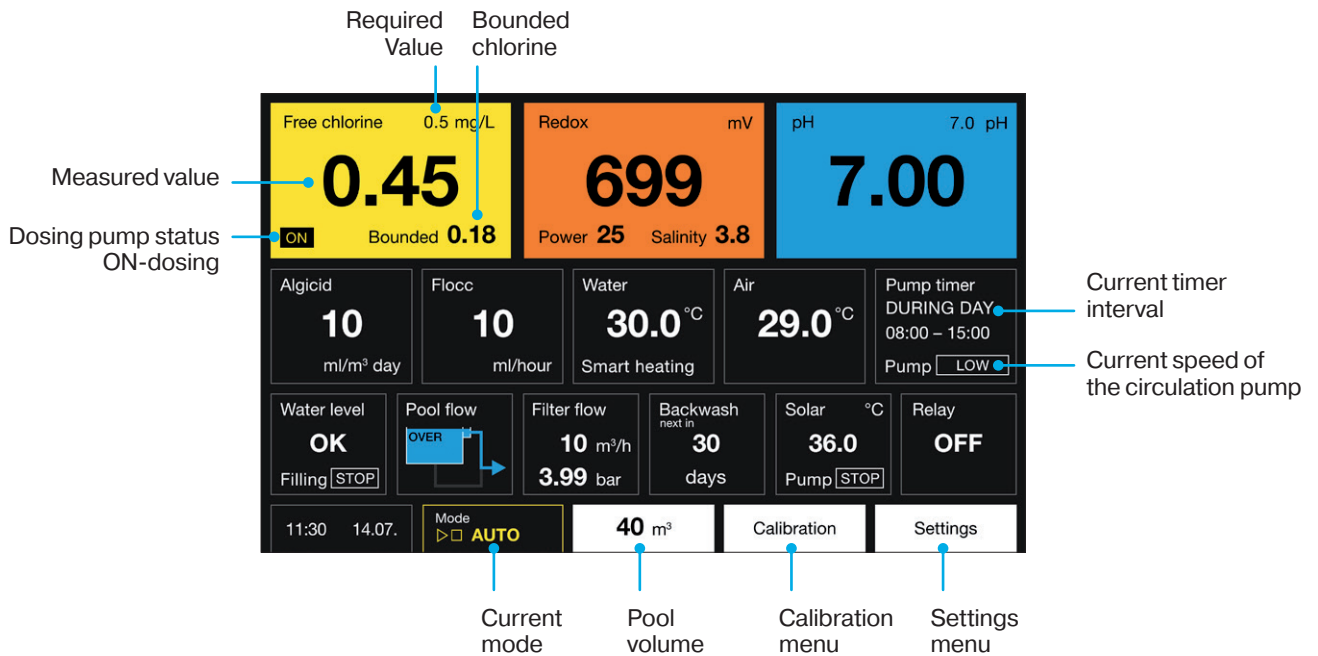 Required
Value
Bounded
chlorine
Free chlorine 0.5 mg/L
0.45
ON Bounded 0.18
Redox mV
699
Power 25 Salinity 3.8
pH 7.0 pH
7.00
Measured value
Dosing pump status
ON-dosing
Algicid
10
ml/m³ day
Flocc
10
ml/hour
Water
30.0 °C
Smart heating
Air
29.0 °C
Pump timer
DURING DAY
08:00 – 15:00
Pump LOW
Current timer
interval
Current speed of
the circulation pump
Water level
OK
Filling STOP
Pool flow
OVER
Filter flow
10 m³/h
3.99 bar
Backwash
next in
30
days
Solar °C
36.0
Pump STOP
Relay
OFF
11:30 14.07.
Mode
AUTO
40 m³
Calibration
Settings
Current
mode
Pool
volume
Calibration
menu
Settings
menu